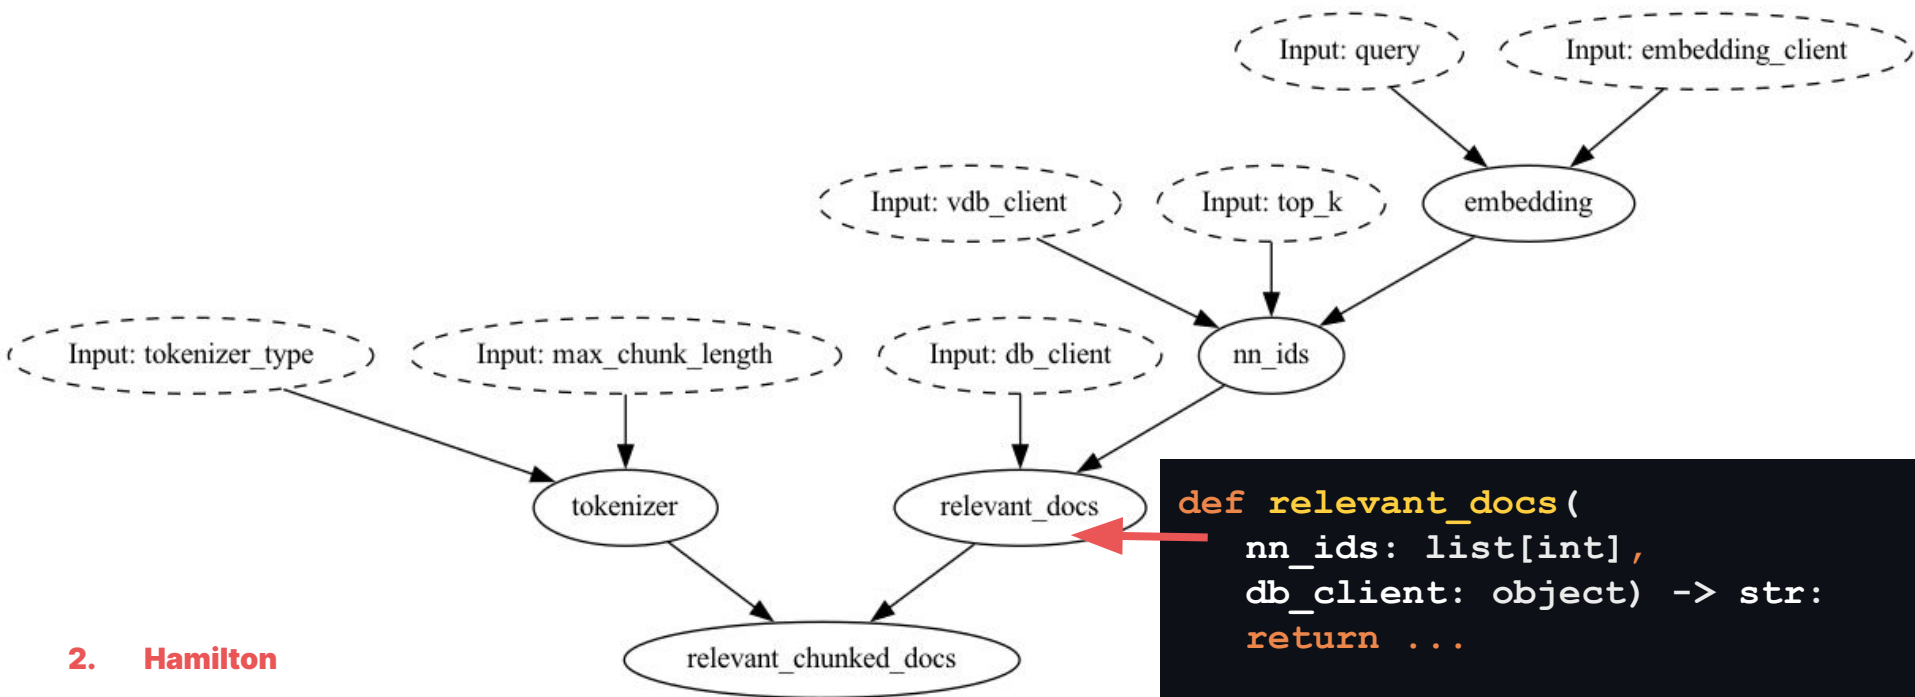 Input: query
Input: embedding_client
Input: vdb_client
Input: top_k
embedding
Input: tokenizer_type
Input: max_chunk_length
Input: db_client
nn_ids
tokenizer
relevant_docs
def relevant_docs(
nn_ids: list[int],
db_client: object) -> str:
return ...
relevant_chunked_docs
2. Hamilton